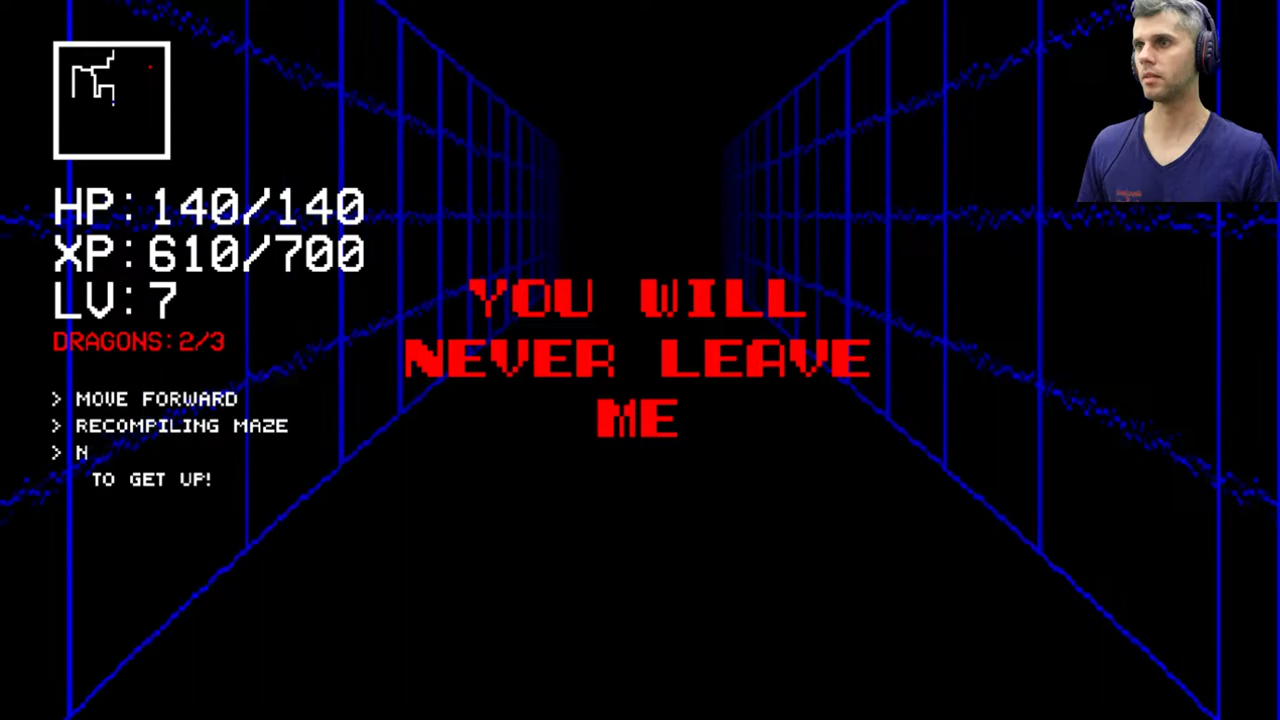 HP:140/140
XP:610/700
LV:7
DRAGONS:2/3
> MOVE FORWARD
> RECOMPILING MAZE
> N
TO GET UP!
YOU WILL
NEVER LEAVE
ME